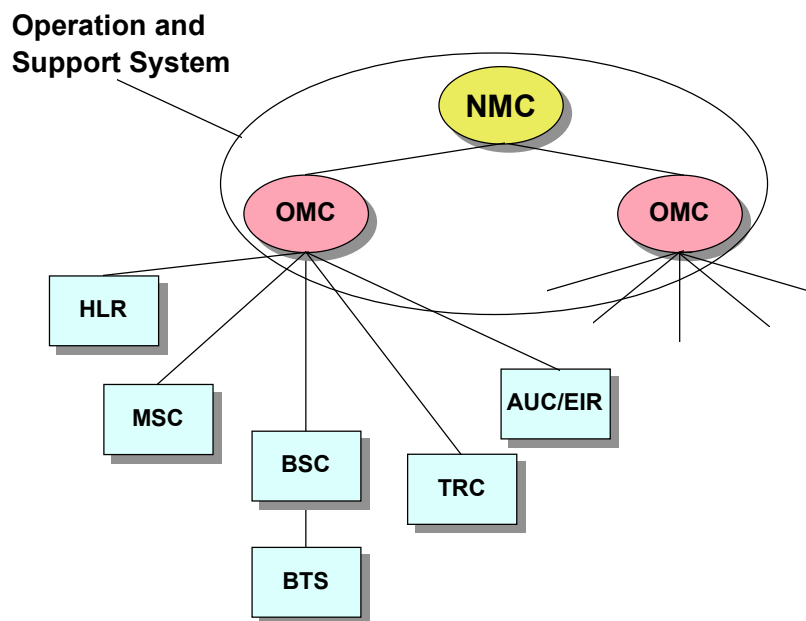 Operation and
Support System
NMC
OMC
OMC
HLR
MSC
AUC/EIR
BSC
TRC
BTS